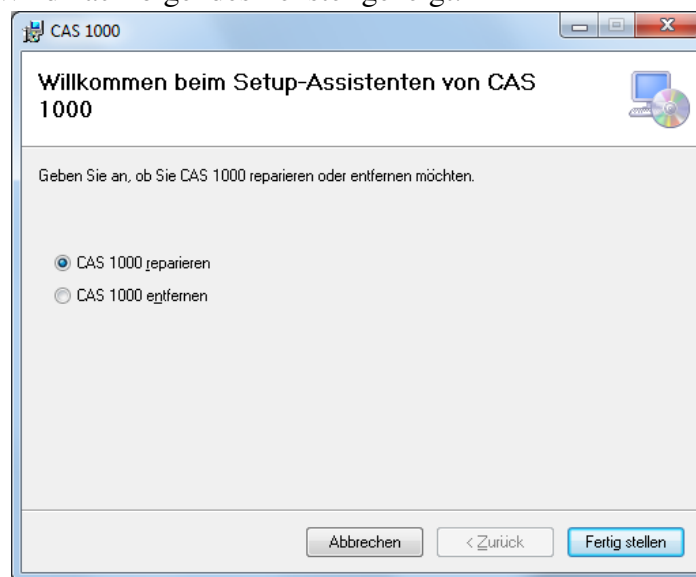 CAS 1000
Willkommen beim Setup-Assistenten von CAS
1000
Geben Sie an, ob Sie CAS 1000 reparieren oder entfernen möchten.
CAS 1000 reparieren
CAS 1000 entfernen
Abbrechen
< Zurück
Fertig stellen